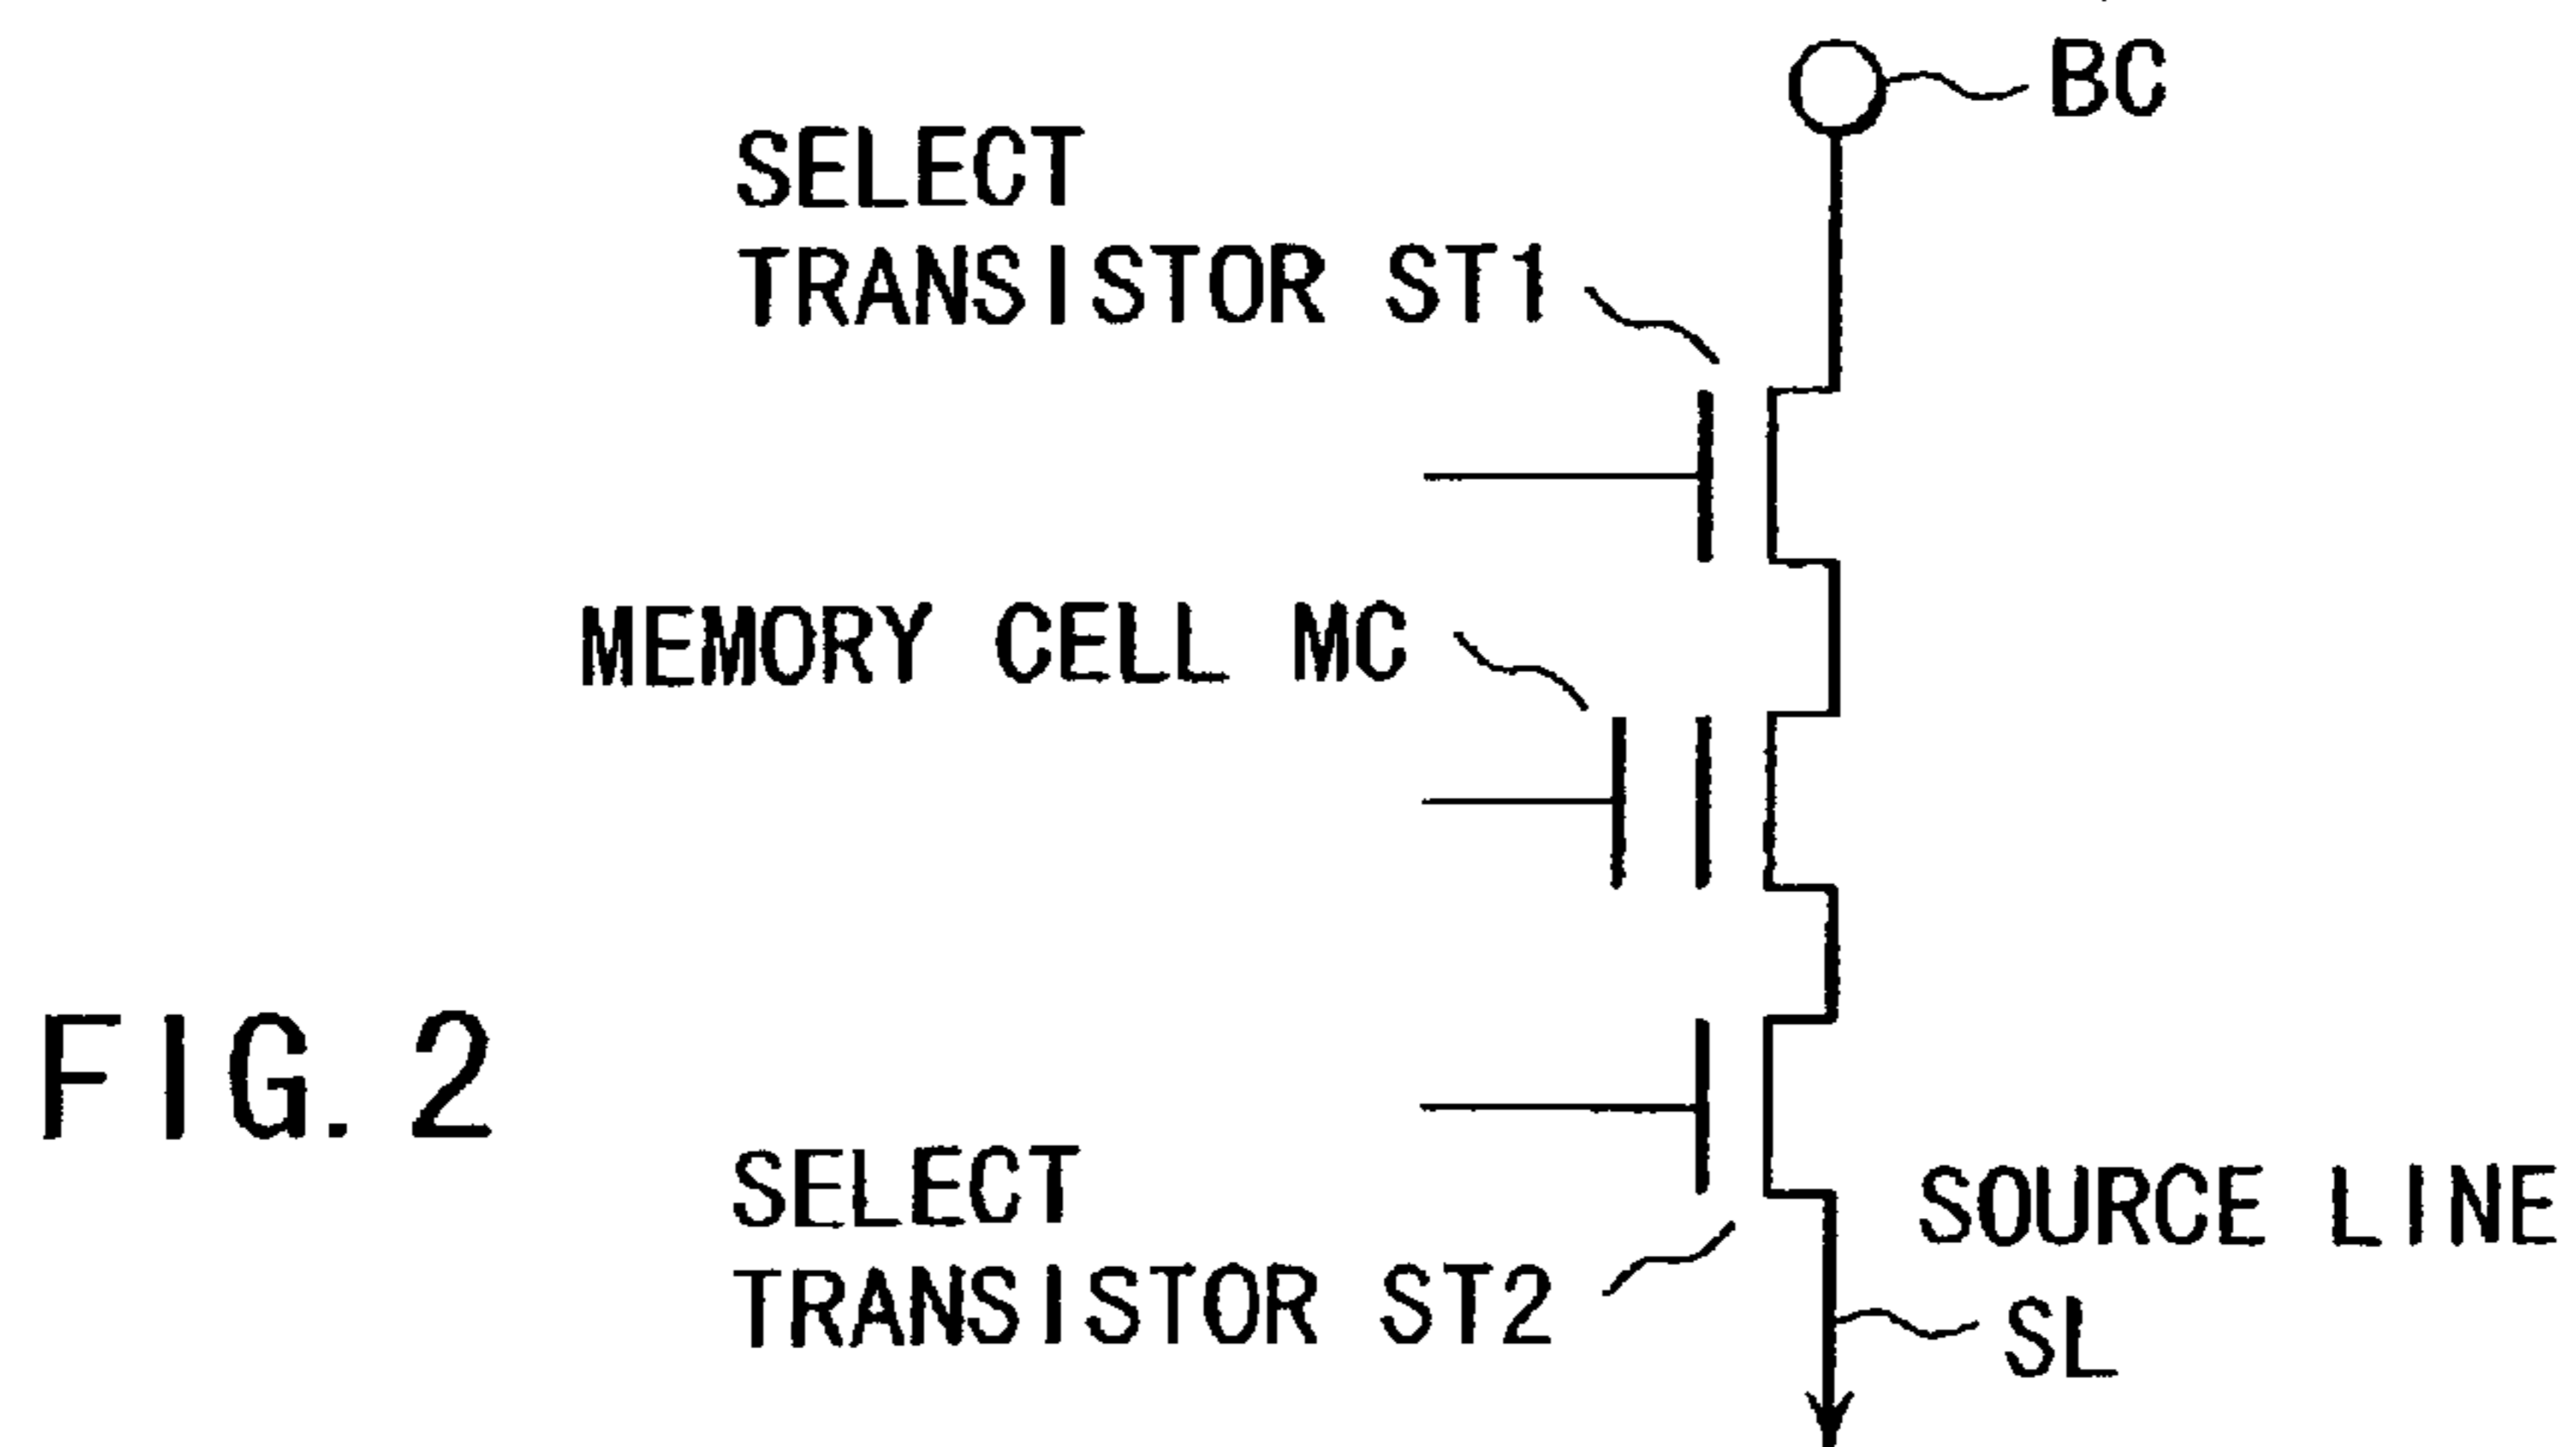 BC
SELECT
TRANSISTOR ST1
MEMORY CELL MC
FIG. 2
SELECT
TRANSISTOR ST2
SOURCE LINE
SL